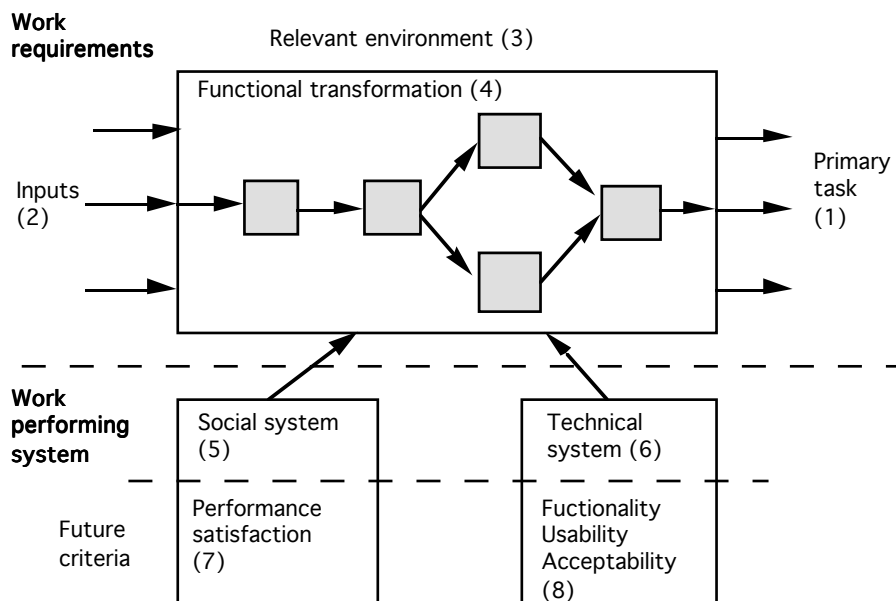 Work
requirements
Relevant environment (3)
Functional transformation (4)
Inputs
(2)
Primary
task
(1)
Work
performing
system
Social system
(5)
Technical
system (6)
Future
criteria
Performance
satisfaction
(7)
Fuctionality
Usability
Acceptability
(8)